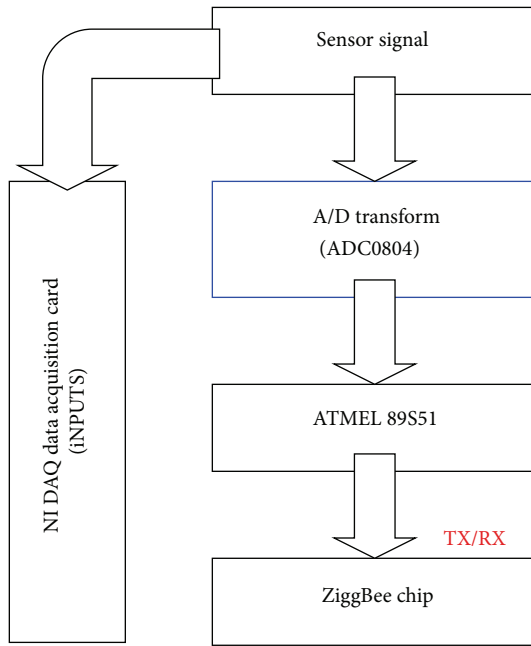 Sensor signal
A/D transform
(ADC0804)
NI DAQ data acquisition card
(iNPUTS)
ATMEL 89S51
TX/RX
ZiggBee chip